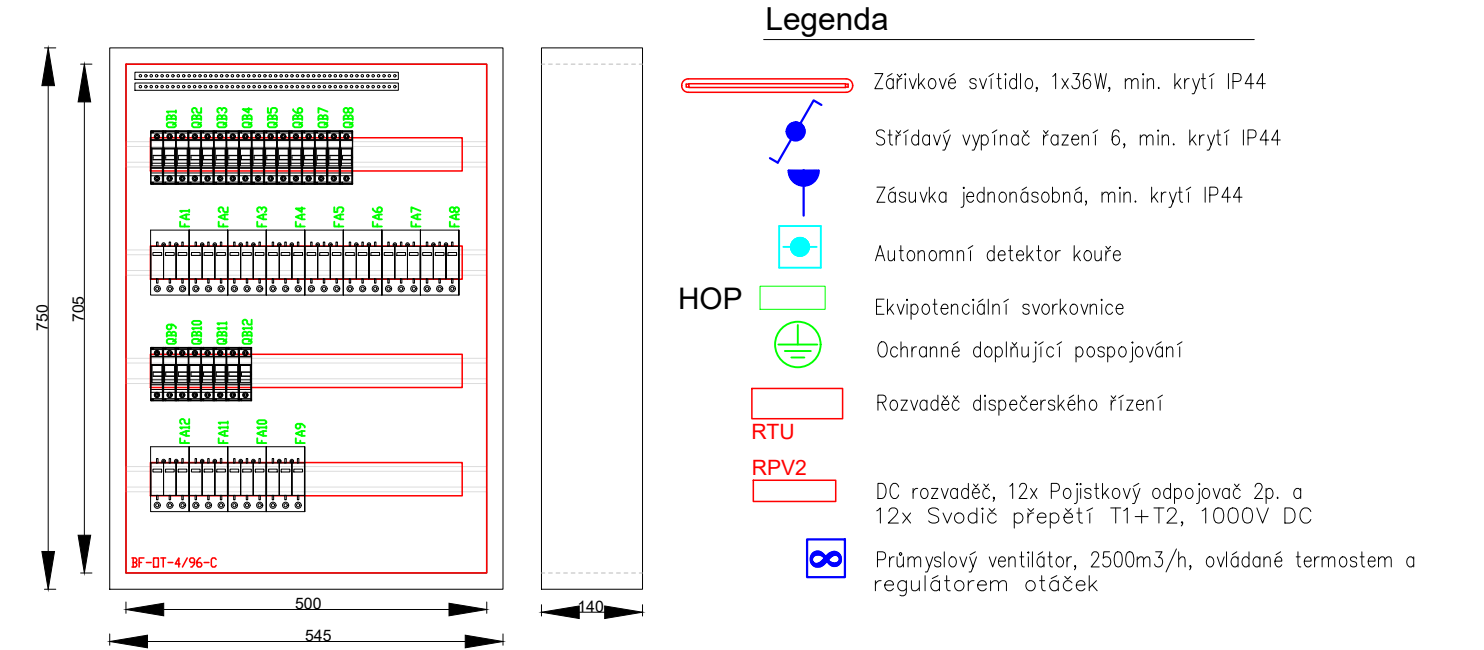 Legenda
QB1 QB2 QB3 QB4 QB5 QB6 QB7 QB8
FA1 FA2 FA3 FA4 FA5 FA6 FA7 FA8
QB9 QB10 QB11 QB12
FA12 FA11 FA10 FA9
BF-OT-4/96-C
750
705
500
545
140
Zářivkové svítidlo, 1x36W, min. krytí IP44
Střídavý vypínač řazení 6, min. krytí IP44
Zásuvka jednonásobná, min. krytí IP44
Autonomní detektor kouře
HOP
Ekvipotenciální svorkovnice
Ochranné doplňující pospojování
Rozvaděč dispečerského řízení
RTU
RPV2
DC rozvaděč, 12x Pojistkový odpojovač 2p. a
12x Svodič přepětí T1+T2, 1000V DC
Průmyslový ventilátor, 2500m3/h, ovládané termostem a
regulátorem otáček